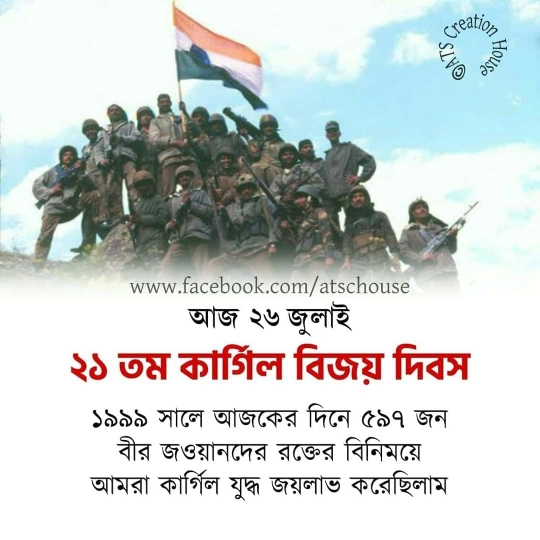 ©ATS Creation House
www.facebook.com/atschouse
আজ ২৬ জুলাই
২১ তম কার্গিল বিজয় দিবস
১৯৯৯ সালে আজকের দিনে ৫৯৭ জন
বীর জওয়ানদের রক্তের বিনিময়ে
আমরা কার্গিল যুদ্ধ জয়লাভ করেছিলাম